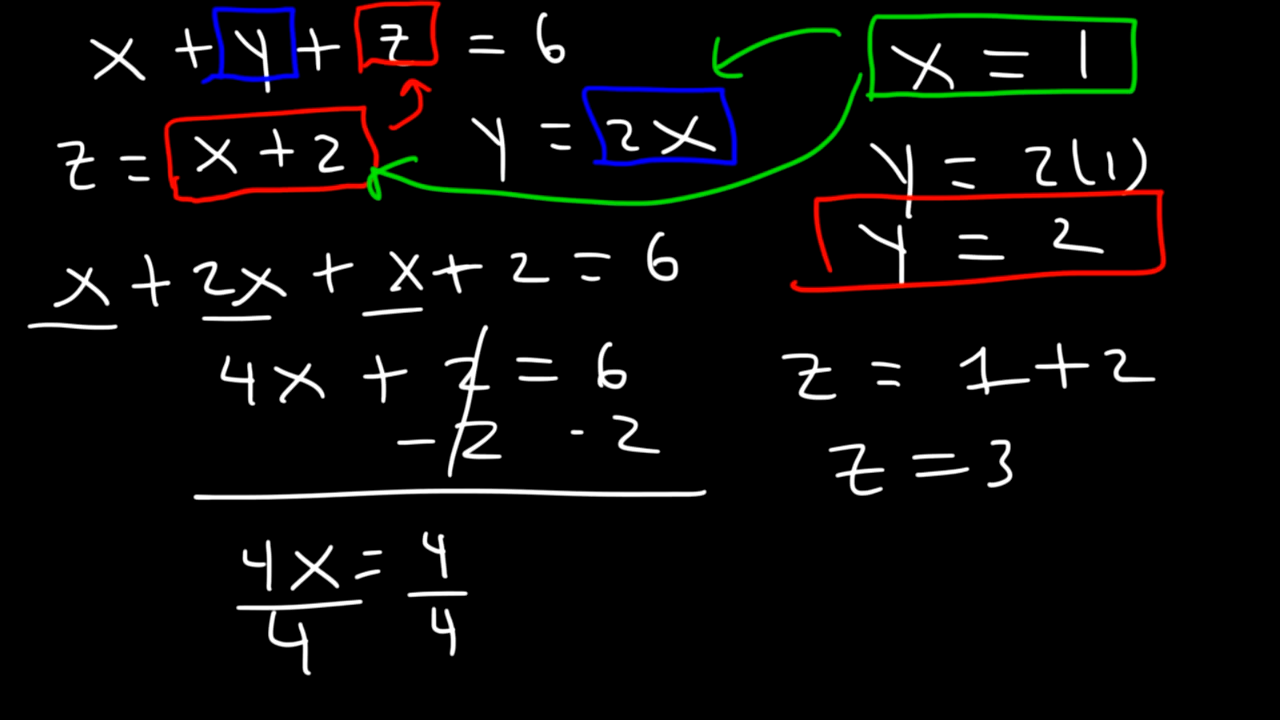 x + y + z = 6
z = x + 2
y = 2x
x + 2x + x + 2 = 6
4x + 2 = 6
- 2 - 2
4x = 4
4 4
x = 1
y = 2(1)
y = 2
z = 1 + 2
z = 3